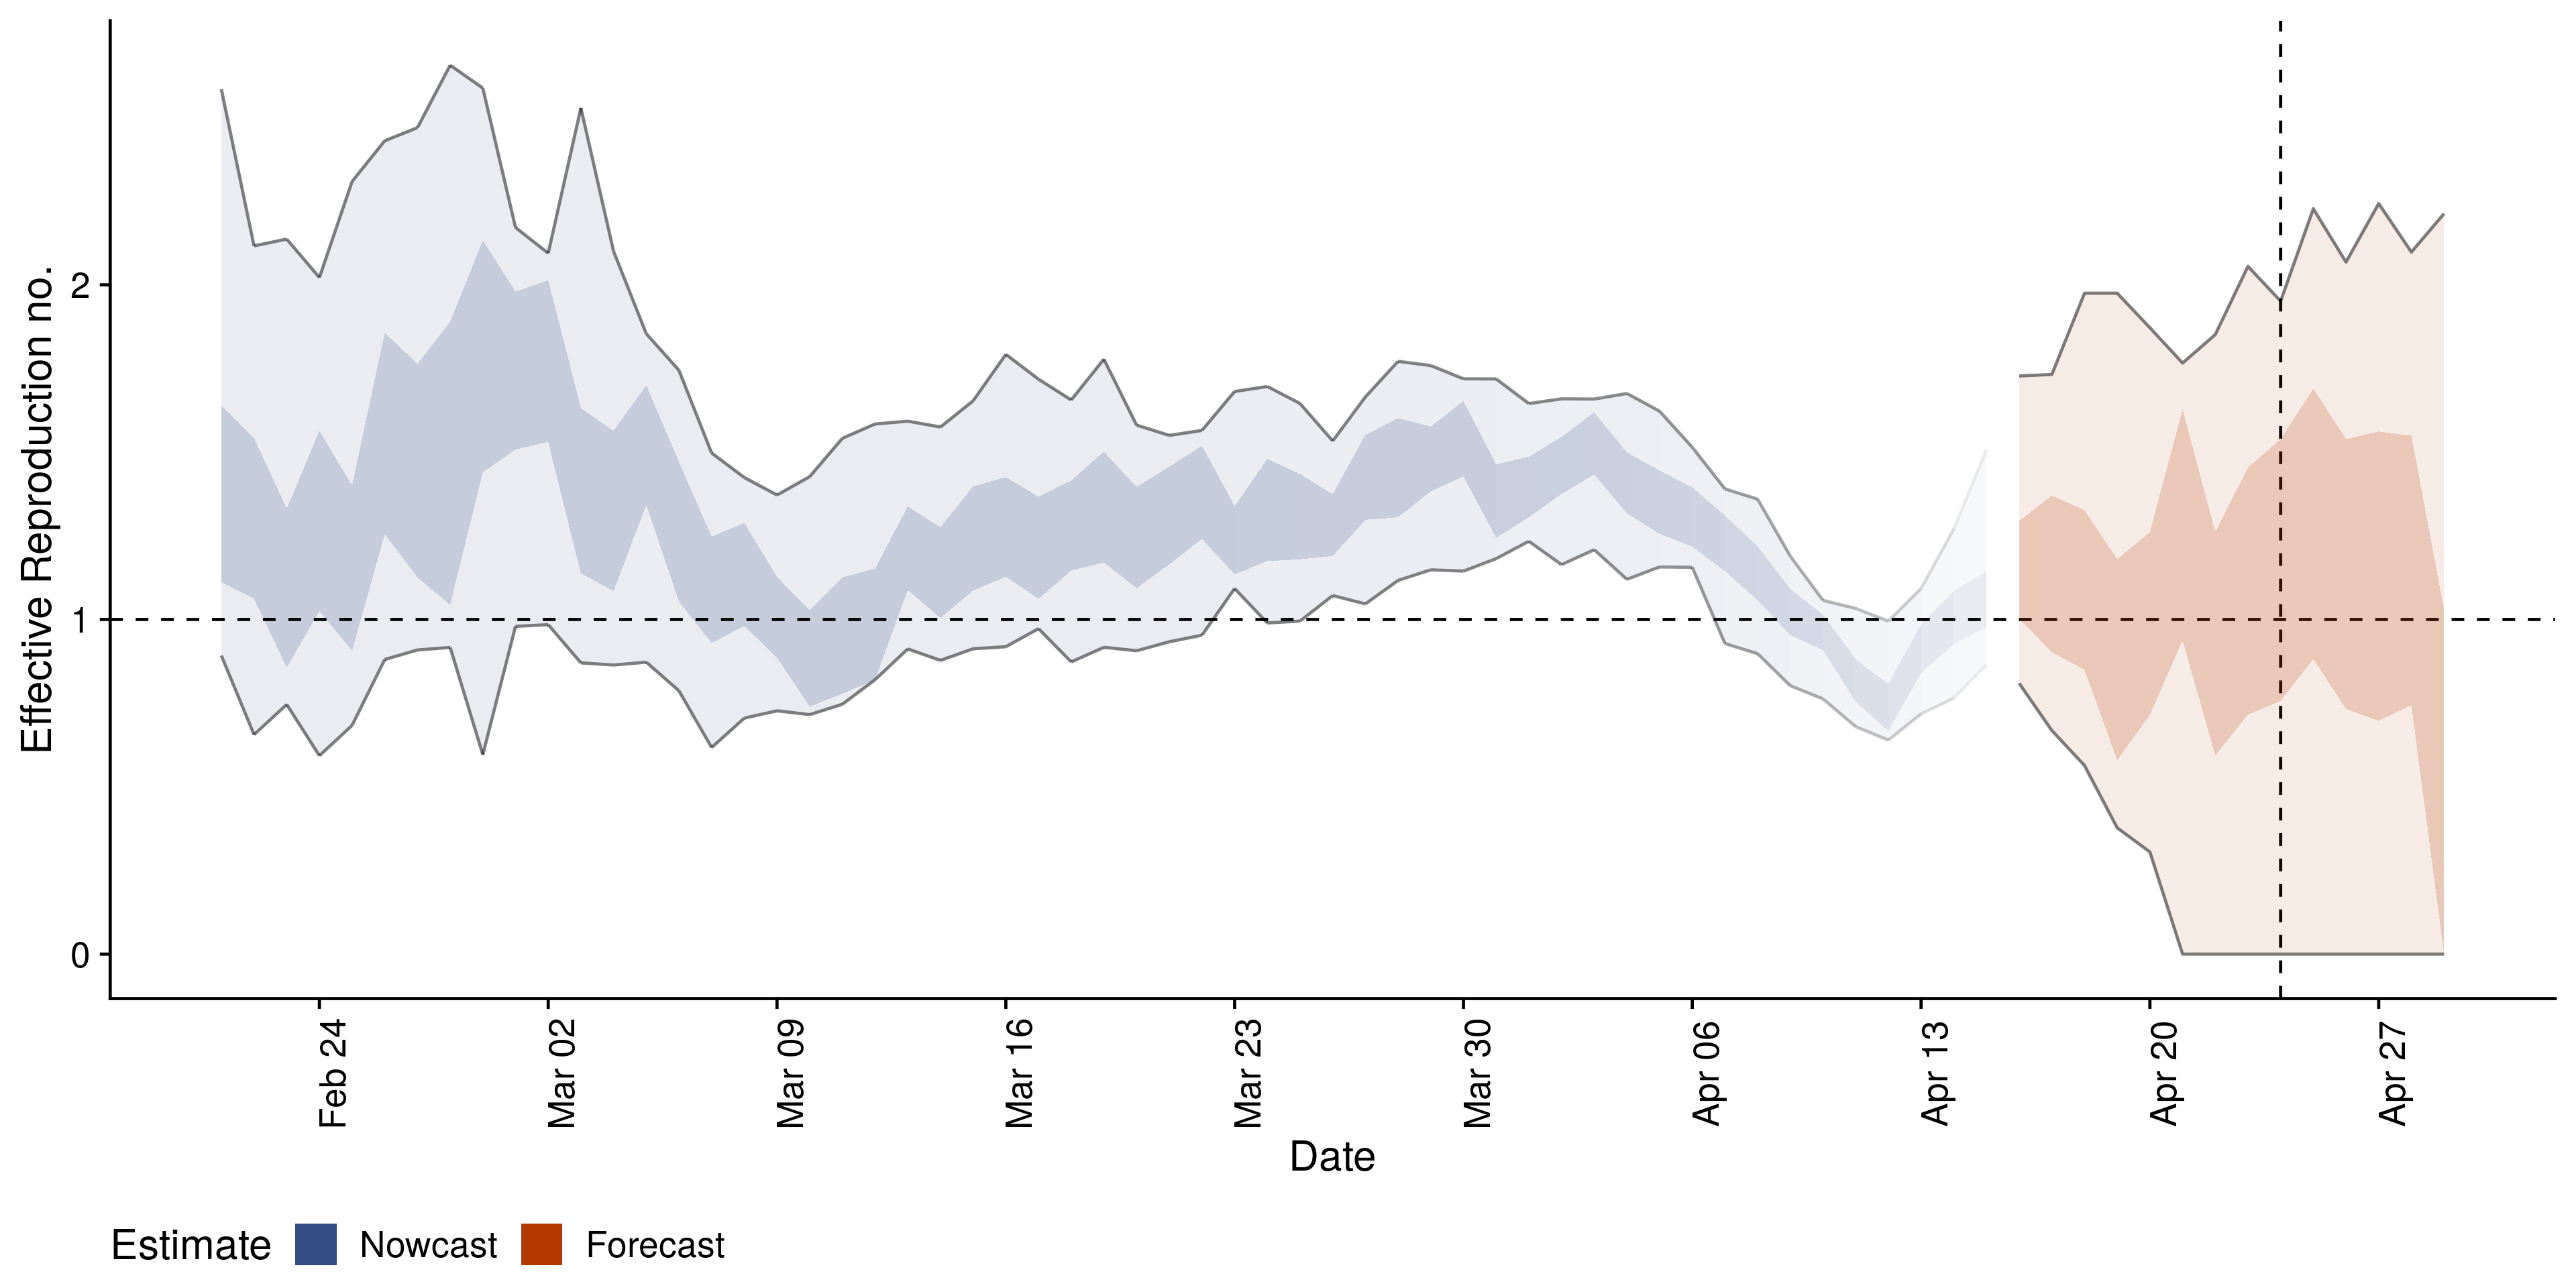 Effective Reproduction no.
2
1
0
Feb 24
Mar 02
Mar 09
Mar 16
Mar 23
Mar 30
Apr 06
Apr 13
Apr 20
Apr 27
Date
Estimate Nowcast Forecast